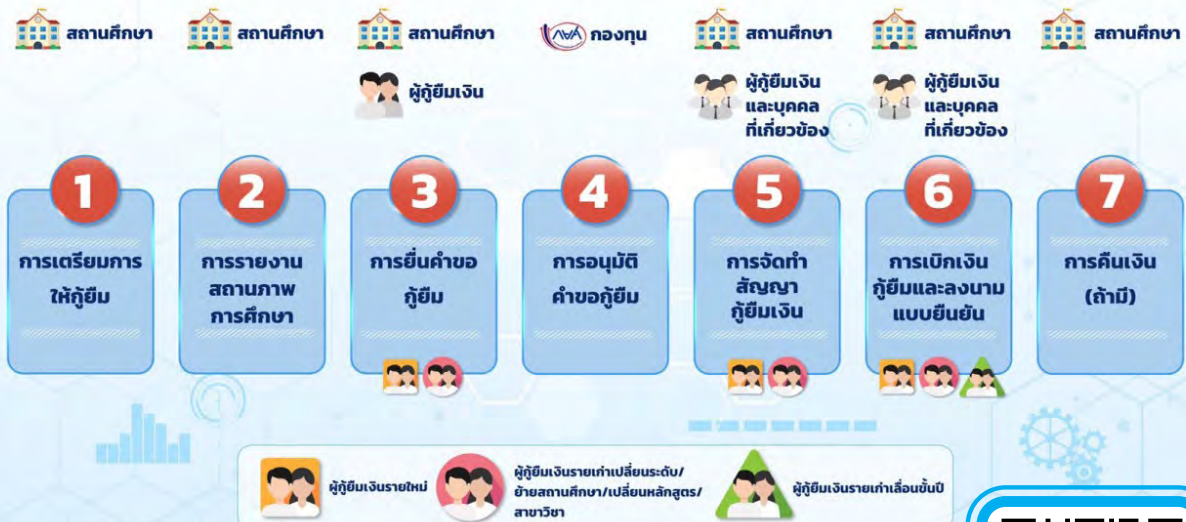 สถานศึกษา
สถานศึกษา
สถานศึกษา
กยศ กองทุน
สถานศึกษา
สถานศึกษา
สถานศึกษา
ผู้กู้ยืมเงิน
ผู้กู้ยืมเงิน
และบุคคล
ที่เกี่ยวข้อง
ผู้กู้ยืมเงิน
และบุคคล
ที่เกี่ยวข้อง
1
การเตรียมการ
ให้กู้ยืม
2
การรายงาน
สถานภาพ
การศึกษา
3
การยื่นคำขอ
กู้ยืม
4
การอนุมัติ
คำขอกู้ยืม
5
การจัดทำ
สัญญา
กู้ยืมเงิน
6
การเบิกเงิน
กู้ยืมและลงนาม
แบบยืนยัน
7
การคืนเงิน
(ถ้ามี)
ผู้กู้ยืมเงินรายใหม่
ผู้กู้ยืมเงินรายเก่าเปลี่ยนระดับ/
ย้ายสถานศึกษา/เปลี่ยนหลักสูตร/
สาขาวิชา
ผู้กู้ยืมเงินรายเก่าเลื่อนชั้นปี